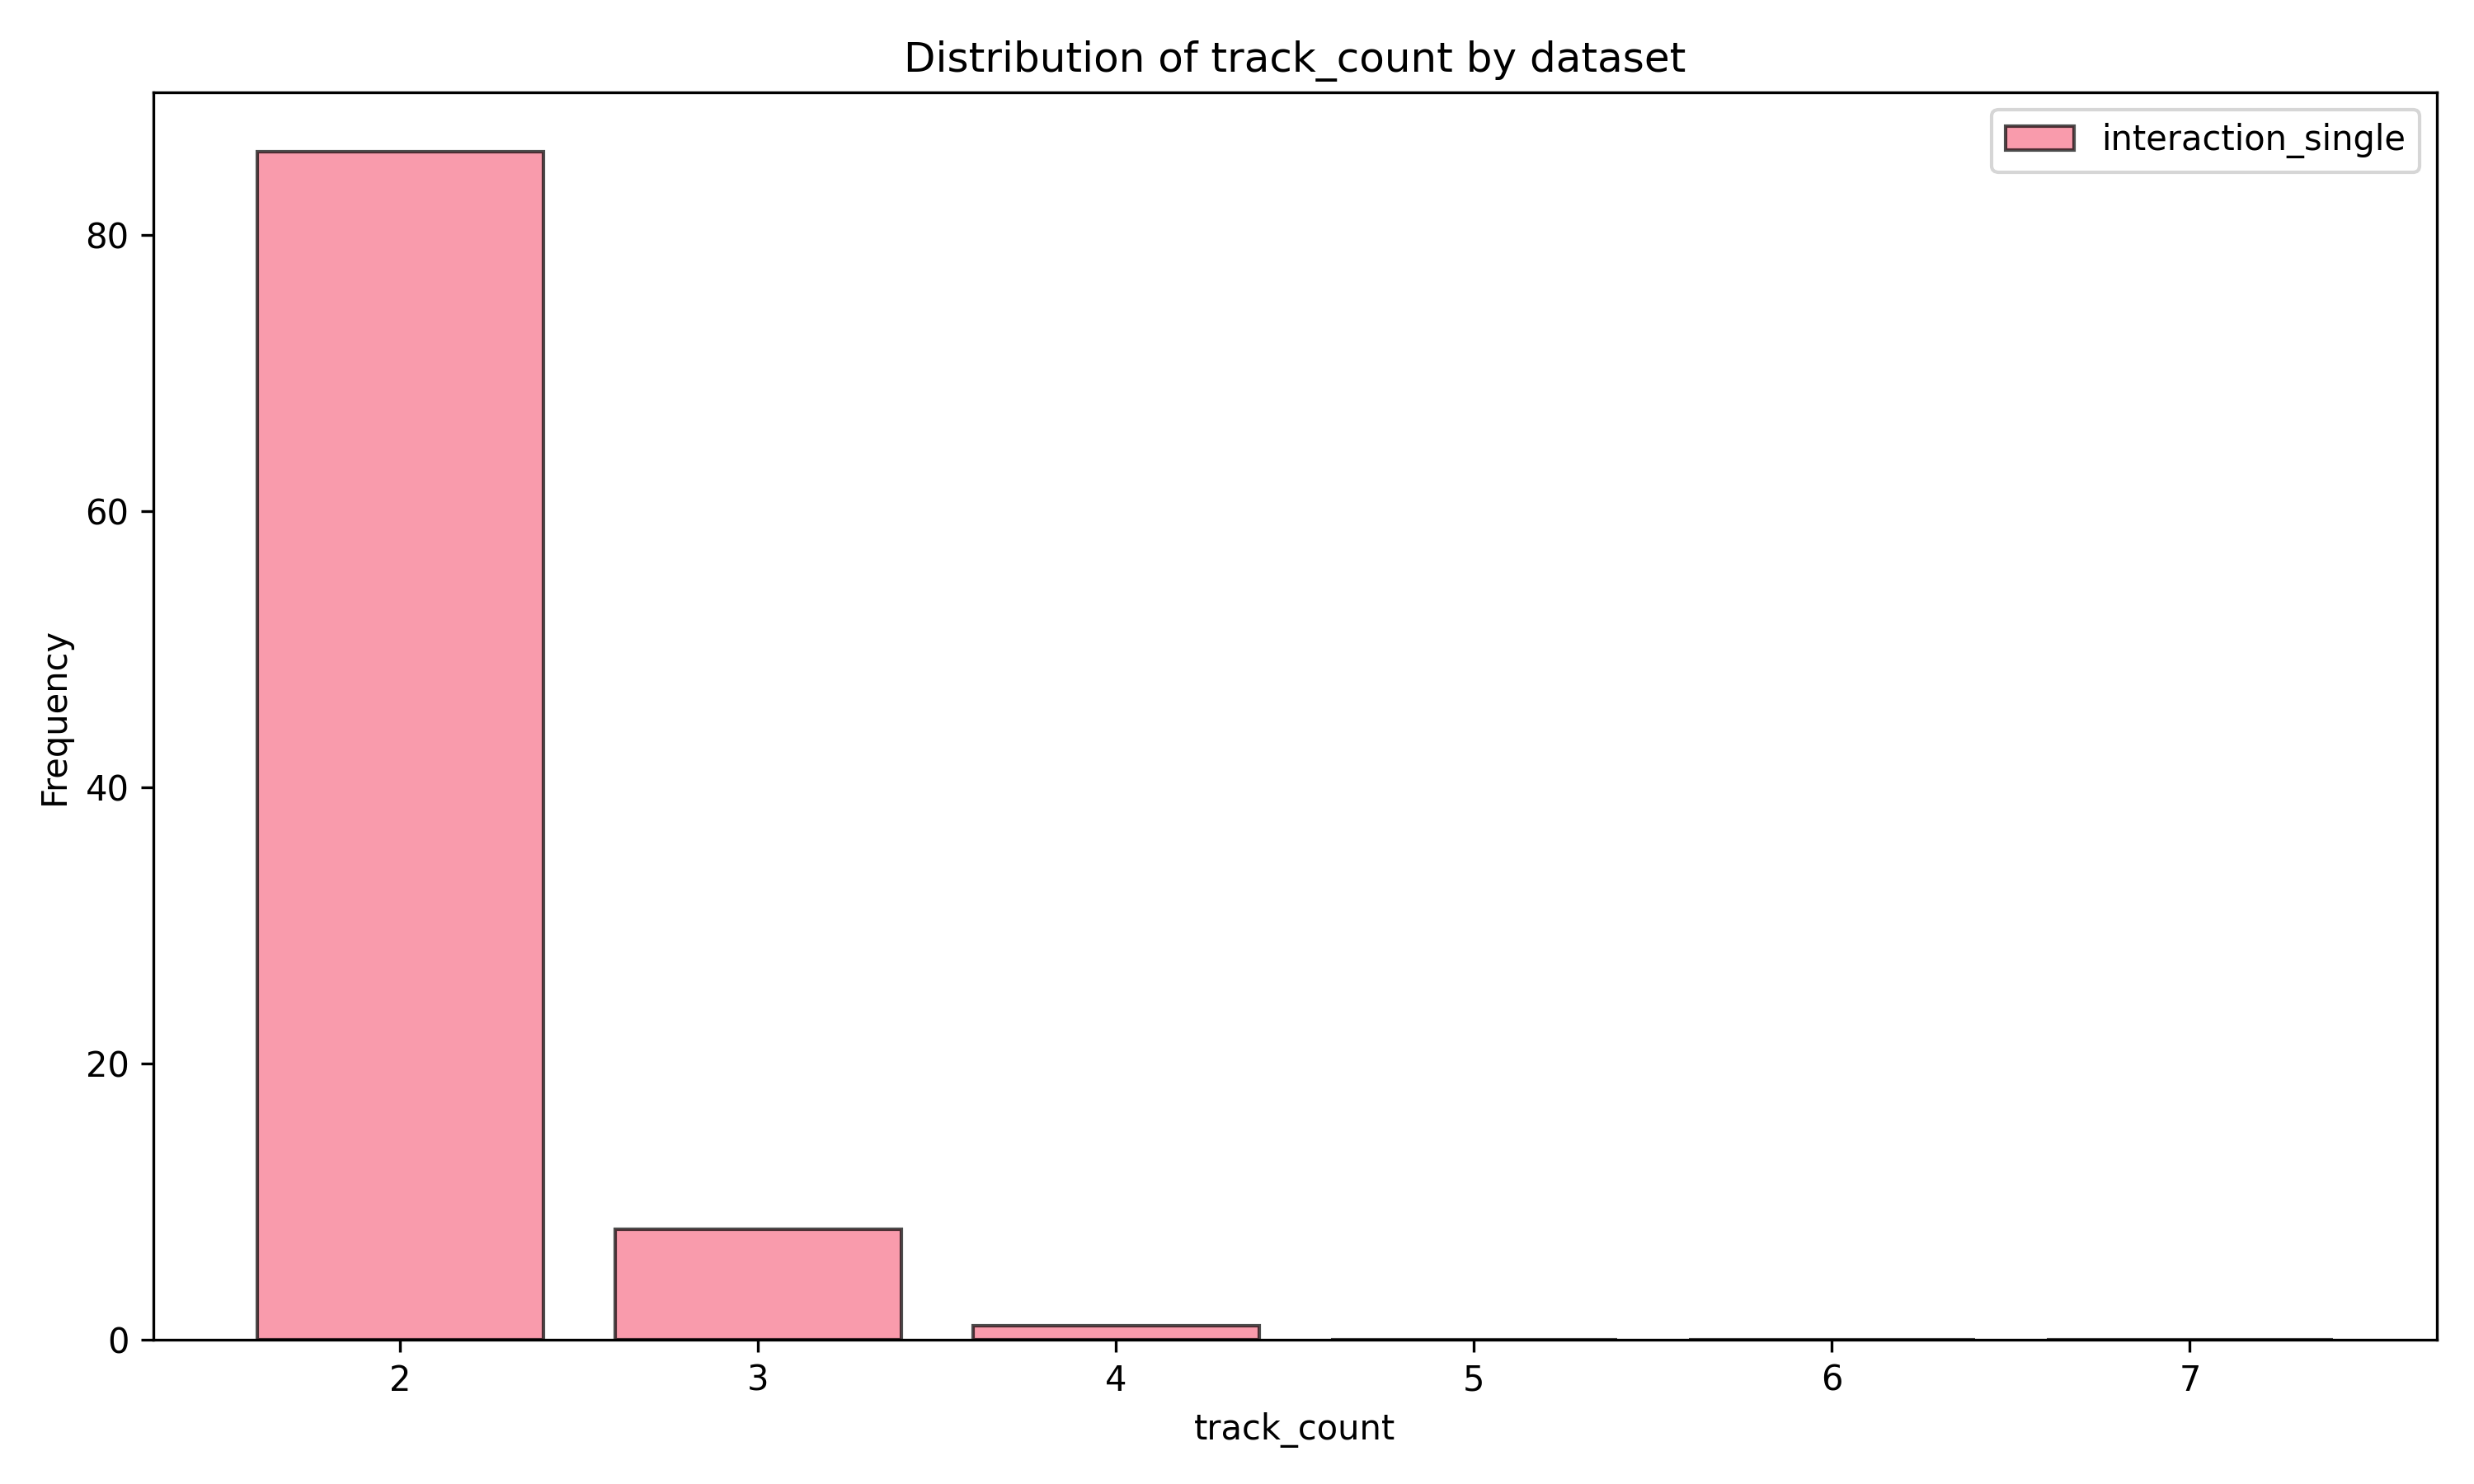 Distribution of track_count by dataset
interaction_single
Frequency
80
60
40
20
0
2 3 4 5 6 7
track_count